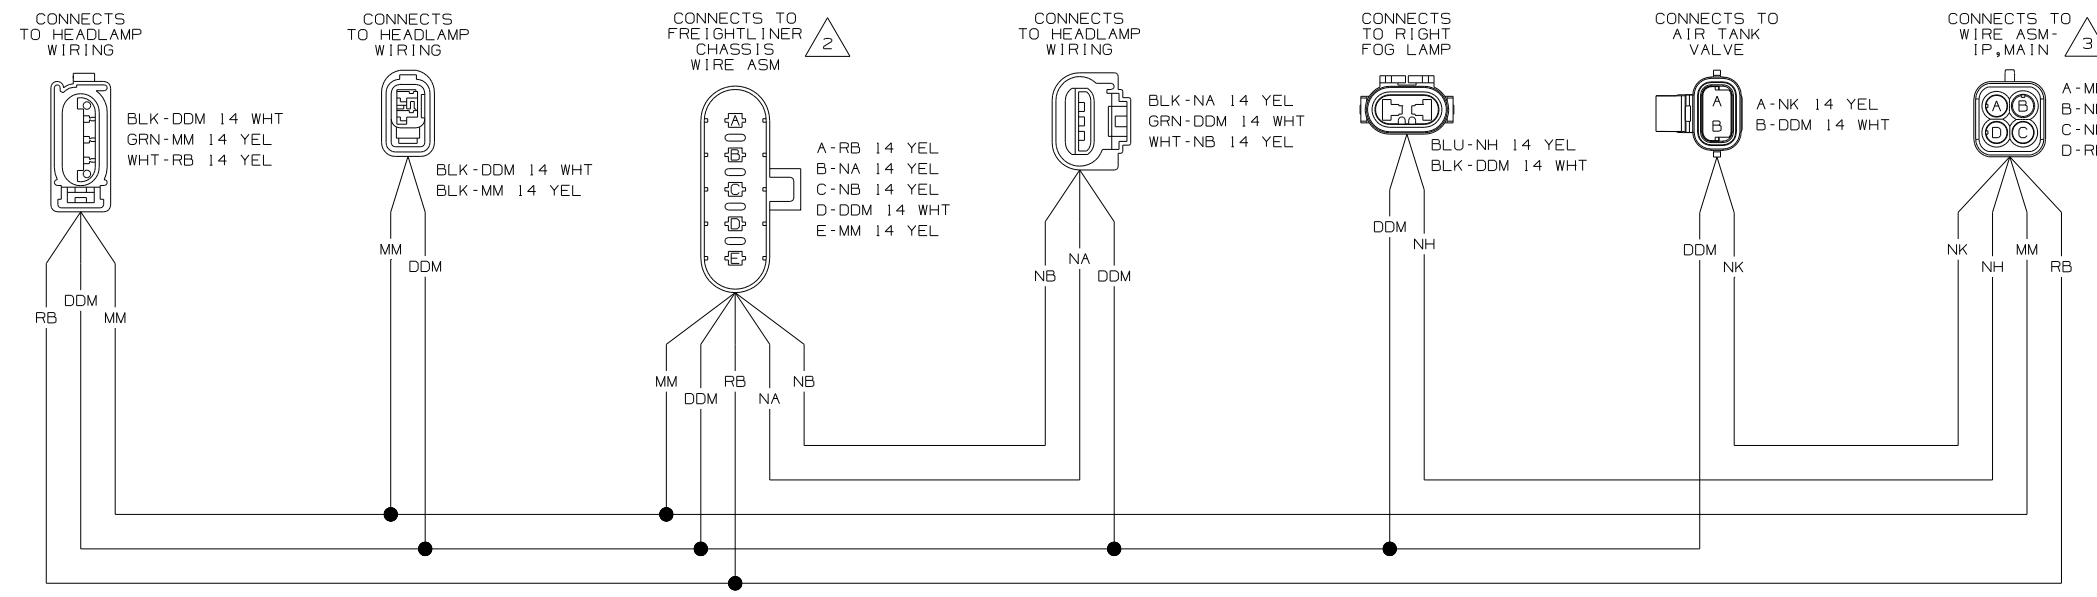 CONNECTS
TO HEADLAMP
WIRING
BLK-DDM 14 WHT
GRN-MM 14 YEL
WHT-RB 14 YEL
RB
DDM
MM
CONNECTS
TO HEADLAMP
WIRING
BLK-DDM 14 WHT
BLK-MM 14 YEL
MM
DDM
CONNECTS TO
FREIGHTLINER
CHASSIS
WIRE ASM
2
A
B
C
D
E
A-RB 14 YEL
B-NA 14 YEL
C-NB 14 YEL
D-DDM 14 WHT
E-MM 14 YEL
MM
DDM
RB
NA
NB
CONNECTS
TO HEADLAMP
WIRING
BLK-NA 14 YEL
GRN-DDM 14 WHT
WHT-NB 14 YEL
NB
NA
DDM
CONNECTS
TO RIGHT
FOG LAMP
BLU-NH 14 YEL
BLK-DDM 14 WHT
DDM
NH
CONNECTS TO
AIR TANK
VALVE
A
B
A-NK 14 YEL
B-DDM 14 WHT
DDM
NK
CONNECTS TO
WIRE ASM-
IP,MAIN
3
A B
D C
NK
NH
MM
RB